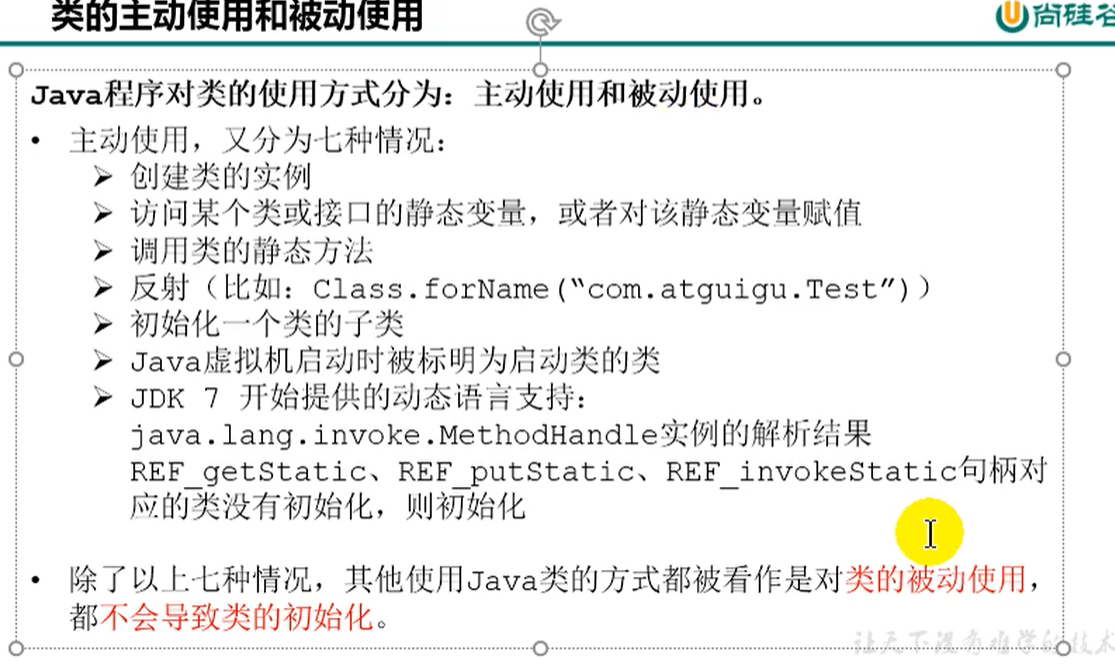 类的主动使用和被动使用
尚硅谷
Java程序对类的使用方式分为：主动使用和被动使用。
• 主动使用，又分为七种情况：
➢ 创建类的实例
➢ 访问某个类或接口的静态变量，或者对该静态变量赋值
➢ 调用类的静态方法
➢ 反射（比如：Class.forName(“com.atguigu.Test”)）
➢ 初始化一个类的子类
➢ Java虚拟机启动时被标明为启动类的类
➢ JDK 7 开始提供的动态语言支持：
java.lang.invoke.MethodHandle实例的解析结果
REF_getStatic、REF_putStatic、REF_invokeStatic句柄对
应的类没有初始化，则初始化
• 除了以上七种情况，其他使用Java类的方式都被看作是对类的被动使用，
都不会导致类的初始化。
让天下没有难学的技术